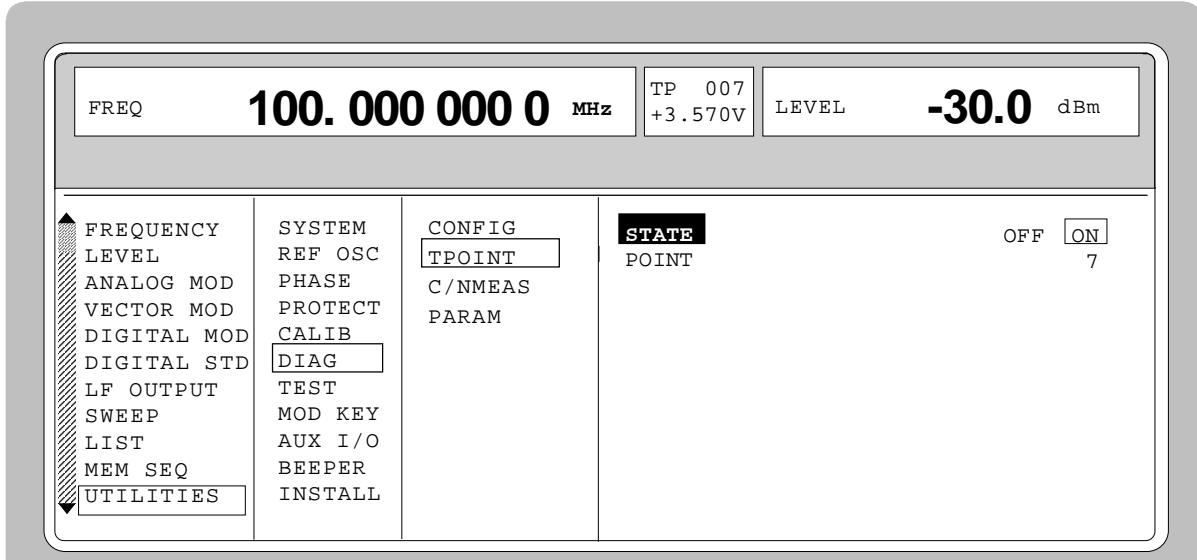 FREQ 100. 000 000 0 MHz
TP 007
+3.570V
LEVEL -30.0 dBm
FREQUENCY
LEVEL
ANALOG MOD
VECTOR MOD
DIGITAL MOD
DIGITAL STD
LF OUTPUT
SWEEP
LIST
MEM SEQ
UTILITIES
SYSTEM
REF OSC
PHASE
PROTECT
CALIB
DIAG
TEST
MOD KEY
AUX I/O
BEEPER
INSTALL
CONFIG
TPOINT
C/NMEAS
PARAM
STATE OFF ON
POINT 7